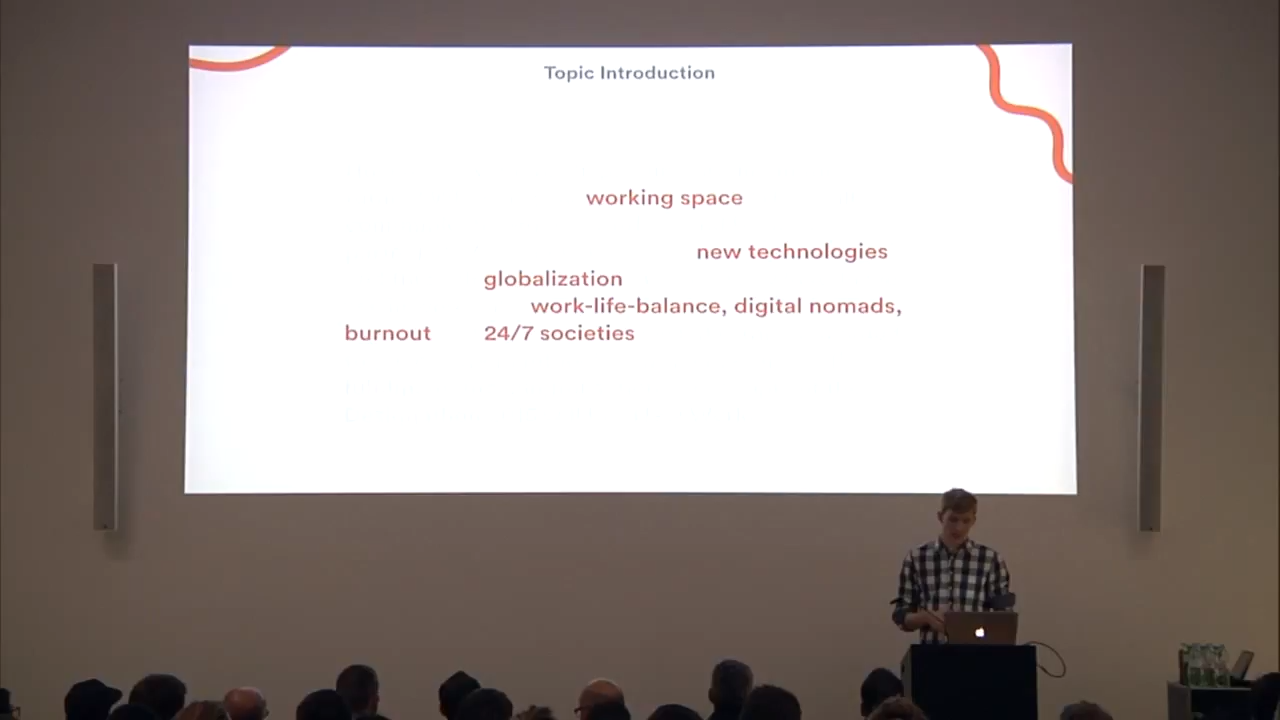 Topic Introduction
working space
new technologies
globalization
work-life-balance, digital nomads,
burnout 24/7 societies